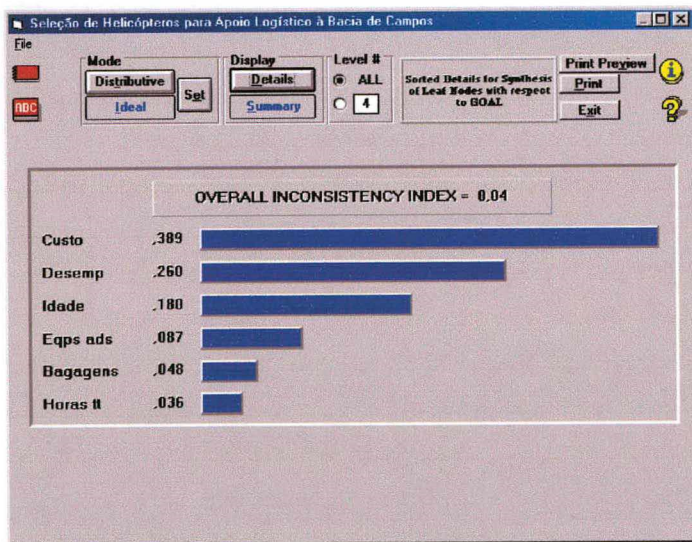 Seleção de Helicópteros para Apoio Logístico à Bacia de Campos
File
Mode
Distributive
Ideal
Set
Display
Details
Summary
Level #
ALL
4
Sorted Details for Synthesis
of Leaf Nodes with respect
to GOAL
Print Preview
Print
Exit
ABC
OVERALL INCONSISTENCY INDEX = 0.04
Custo ,389
Desemp ,260
Idade ,180
Eqps ads ,087
Bagagens ,048
Horas tt ,036